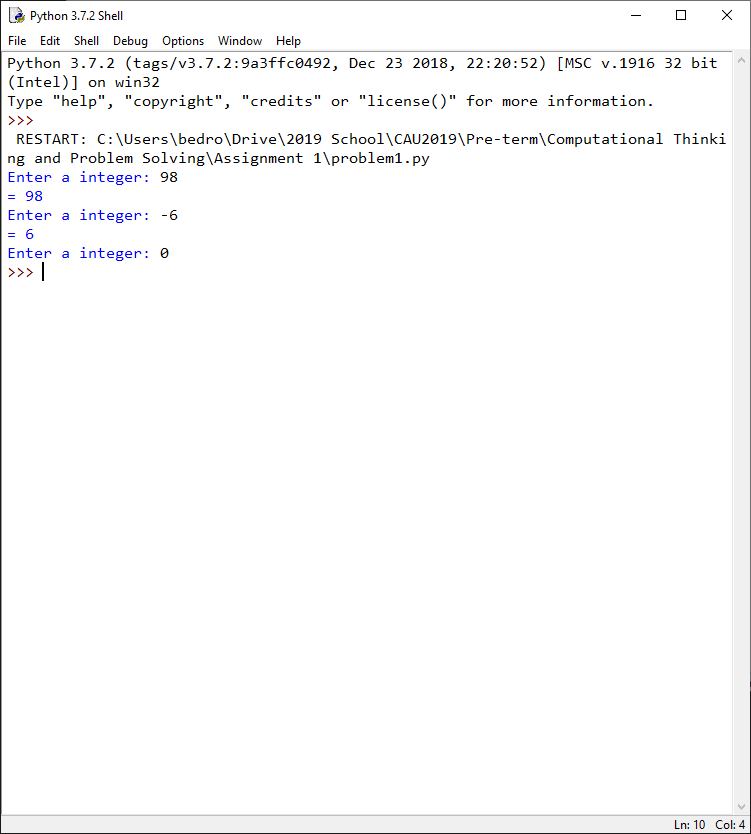 Python 3.7.2 Shell
File Edit Shell Debug Options Window Help
Python 3.7.2 (tags/v3.7.2:9a3ffc0492, Dec 23 2018, 22:20:52) [MSC v.1916 32 bit
(Intel)] on win32
Type "help", "copyright", "credits" or "license()" for more information.
>>>
 RESTART: C:\Users\bedro\Drive\2019 School\CAU2019\Pre-term\Computational Thinki
ng and Problem Solving\Assignment 1\problem1.py
Enter a integer: 98
= 98
Enter a integer: -6
= 6
Enter a integer: 0
>>>
Ln: 10 Col: 4